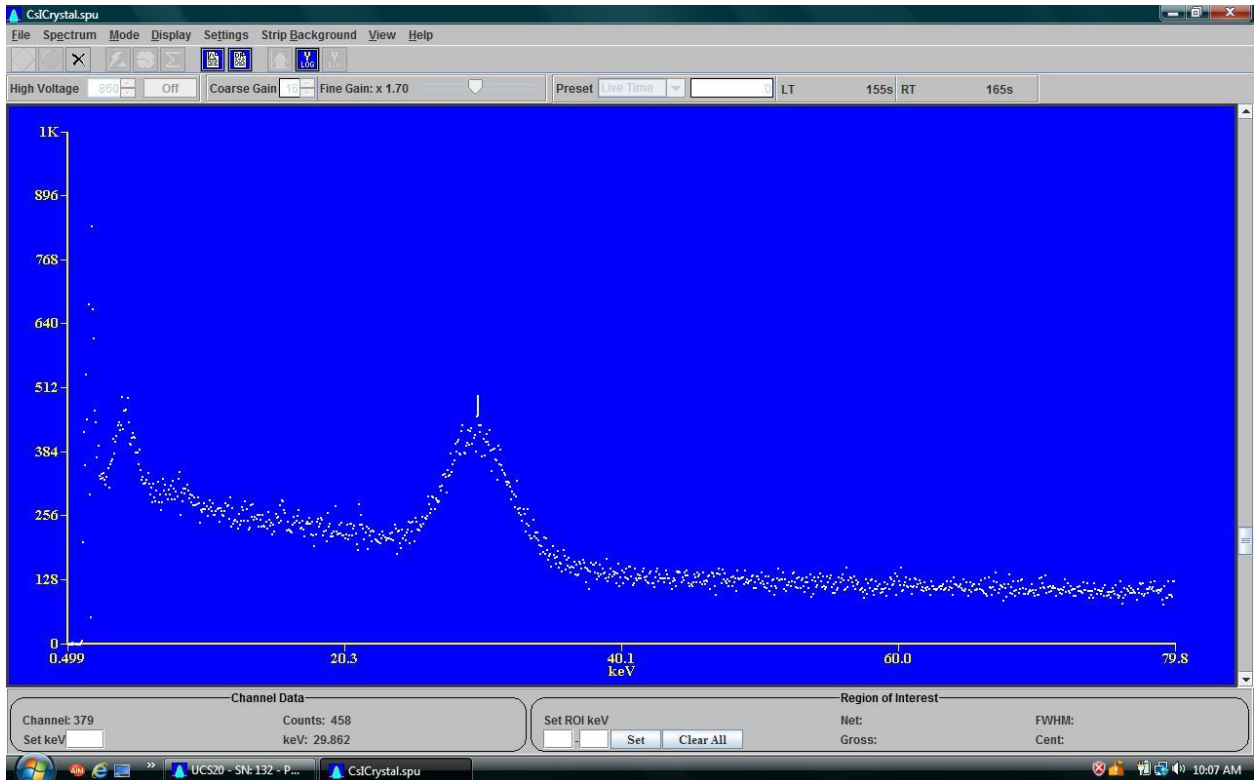 CsICrystal.spu
File Spectrum Mode Display Settings Strip Background View Help
Y LOG
High Voltage 860 Off Coarse Gain 16 Fine Gain: x 1.70 Preset Live Time 0 LT 155s RT 165s
1K
896
768
640
512
384
256
128
0
0.499 20.3 40.1 60.0 79.8
keV
Channel Data
Channel: 379 Counts: 458
Set keV keV: 29.862
Region of Interest
Set ROI keV Net: FWHM:
- Set Clear All Gross: Cent:
AIM » UCS20 - SN: 132 - P... CsICrystal.spu 10:07 AM